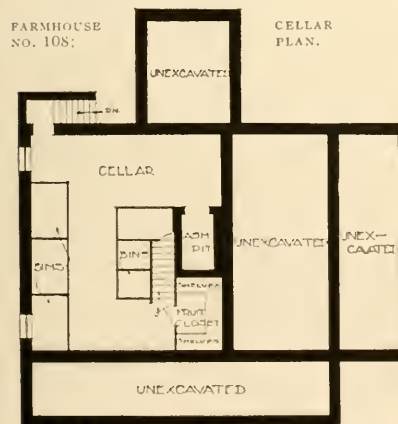 FARMHOUSE
NO. 108:
CELLAR
PLAN.
UNEXCAVATED
DN.
CELLAR
BINS
BINS
ASH
PIT
UNEXCAVATED
UNEX-
CAVATED
SHELVES
FRUIT
CLOSET
SHELVES
UNEXCAVATED